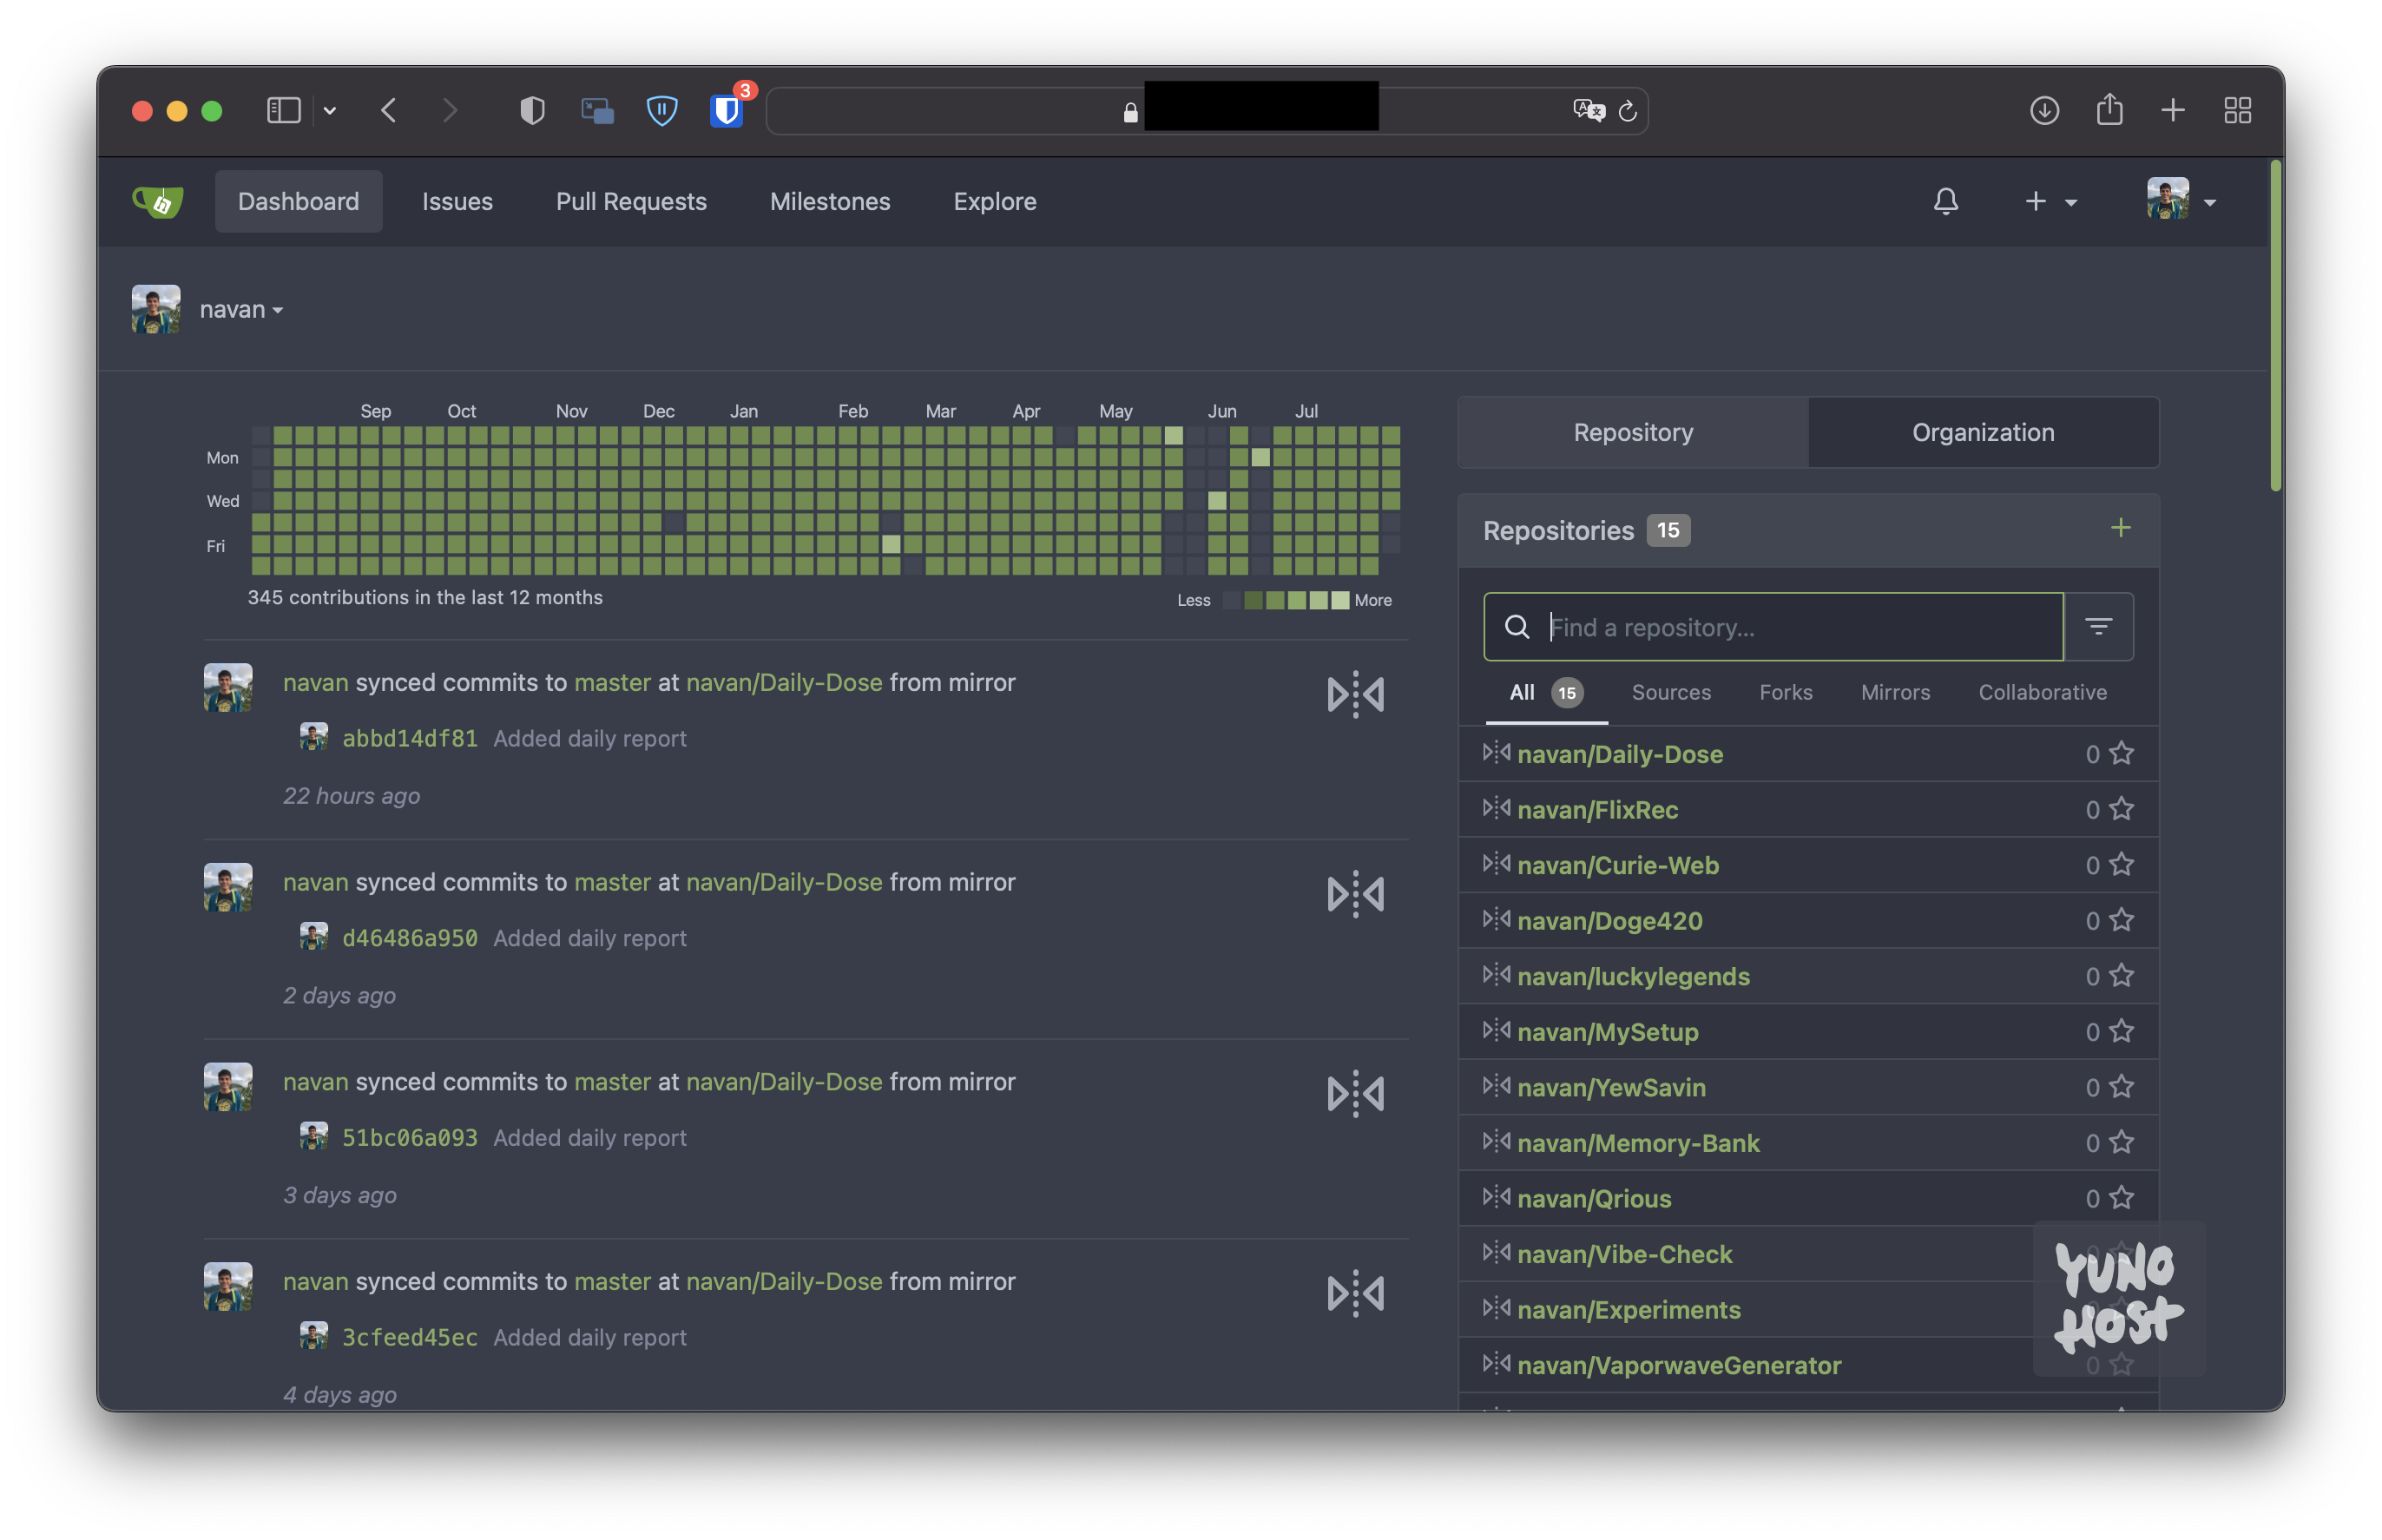 3
Dashboard Issues Pull Requests Milestones Explore
navan
Sep Oct Nov Dec Jan Feb Mar Apr May Jun Jul
Mon
Wed
Fri
345 contributions in the last 12 months
Less More
navan synced commits to master at navan/Daily-Dose from mirror
abbd14df81 Added daily report
22 hours ago
navan synced commits to master at navan/Daily-Dose from mirror
d46486a950 Added daily report
2 days ago
navan synced commits to master at navan/Daily-Dose from mirror
51bc06a093 Added daily report
3 days ago
navan synced commits to master at navan/Daily-Dose from mirror
3cfeed45ec Added daily report
4 days ago
Repository Organization
Repositories 15
Find a repository...
All 15 Sources Forks Mirrors Collaborative
navan/Daily-Dose 0
navan/FlixRec 0
navan/Curie-Web 0
navan/Doge420 0
navan/luckylegends 0
navan/MySetup 0
navan/YewSavin 0
navan/Memory-Bank 0
navan/Qrious 0
navan/Vibe-Check 0
navan/Experiments 0
navan/VaporwaveGenerator 0
YUNO
HOST